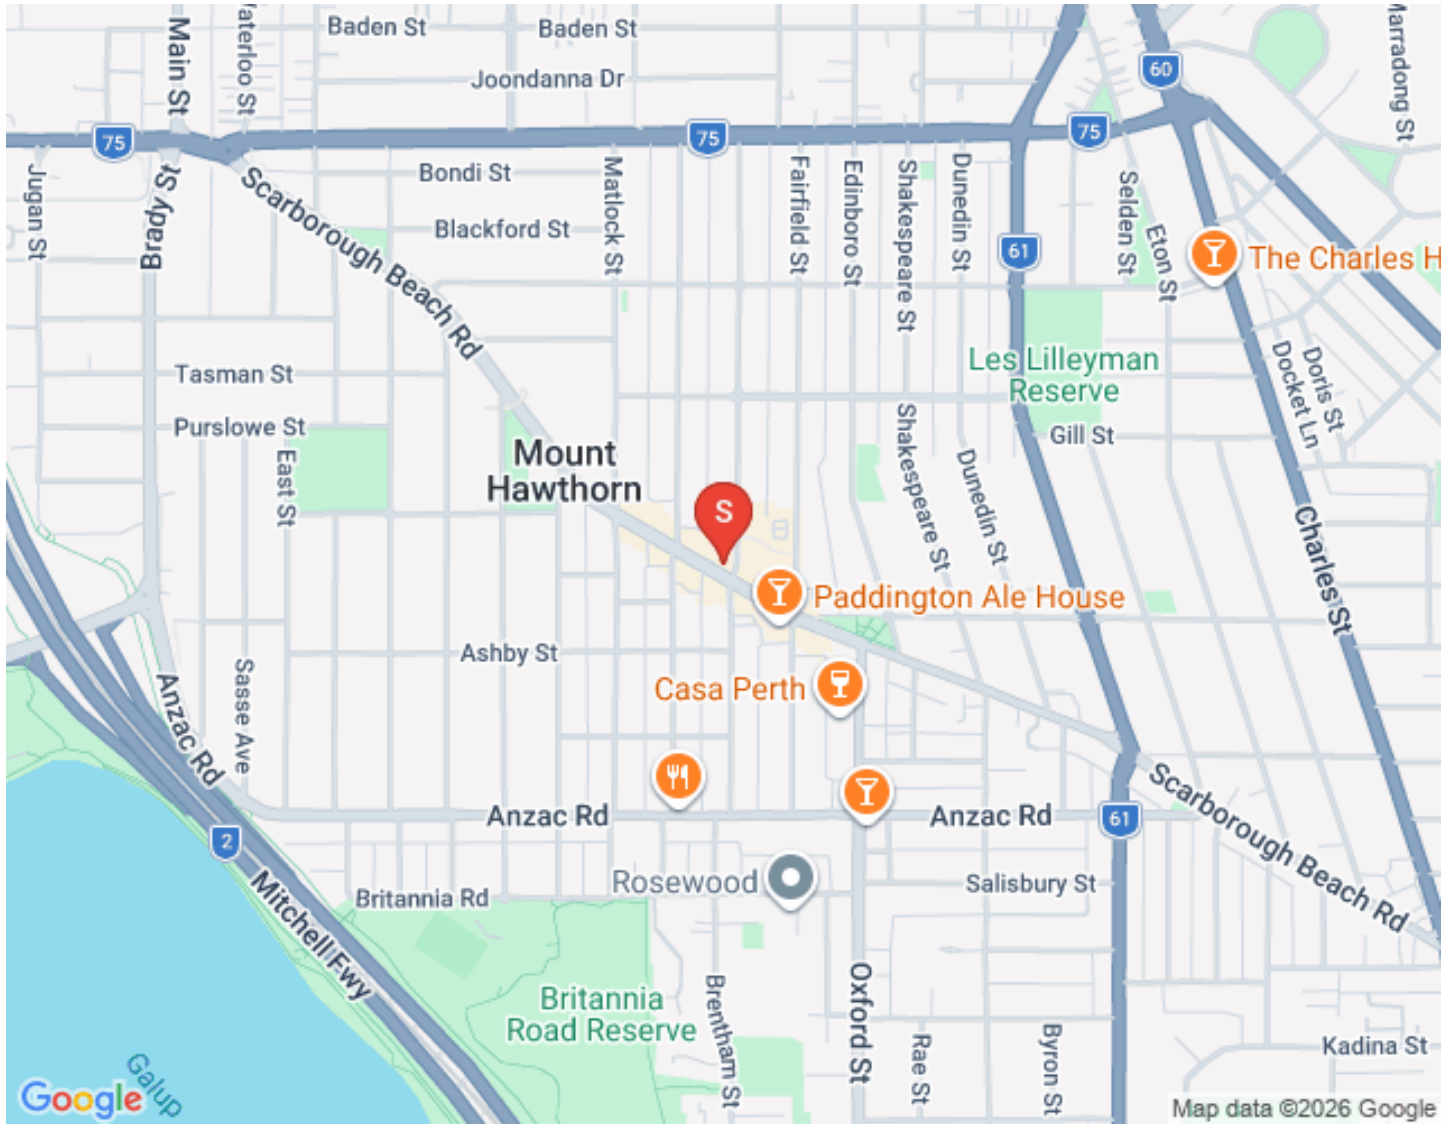 Main St
Waterloo St
Baden St
Baden St
Joondanna Dr
60
Marradong St
75
75
75
Jugan St
Brady St
Scarborough Beach Rd
Bondi St
Blackford St
Matlock St
Fairfield St
Edinboro St
Shakespeare St
Dunedin St
61
Selden St
Eton St
The Charles H
Tasman St
Purslowe St
East St
Les Lilleyman
Reserve
Gill St
Doris St
Docket Ln
Mount
Hawthorn
S
Shakespeare St
Dunedin St
Charles St
Paddington Ale House
Ashby St
Casa Perth
Sasse Ave
Anzac Rd
Anzac Rd
Anzac Rd
61
Scarborough Beach Rd
2
Mitchell Fwy
Rosewood
Britannia Rd
Salisbury St
Britannia
Road Reserve
Brentham St
Oxford St
Rae St
Byron St
Kadina St
Galup
Google
Map data ©2026 Google